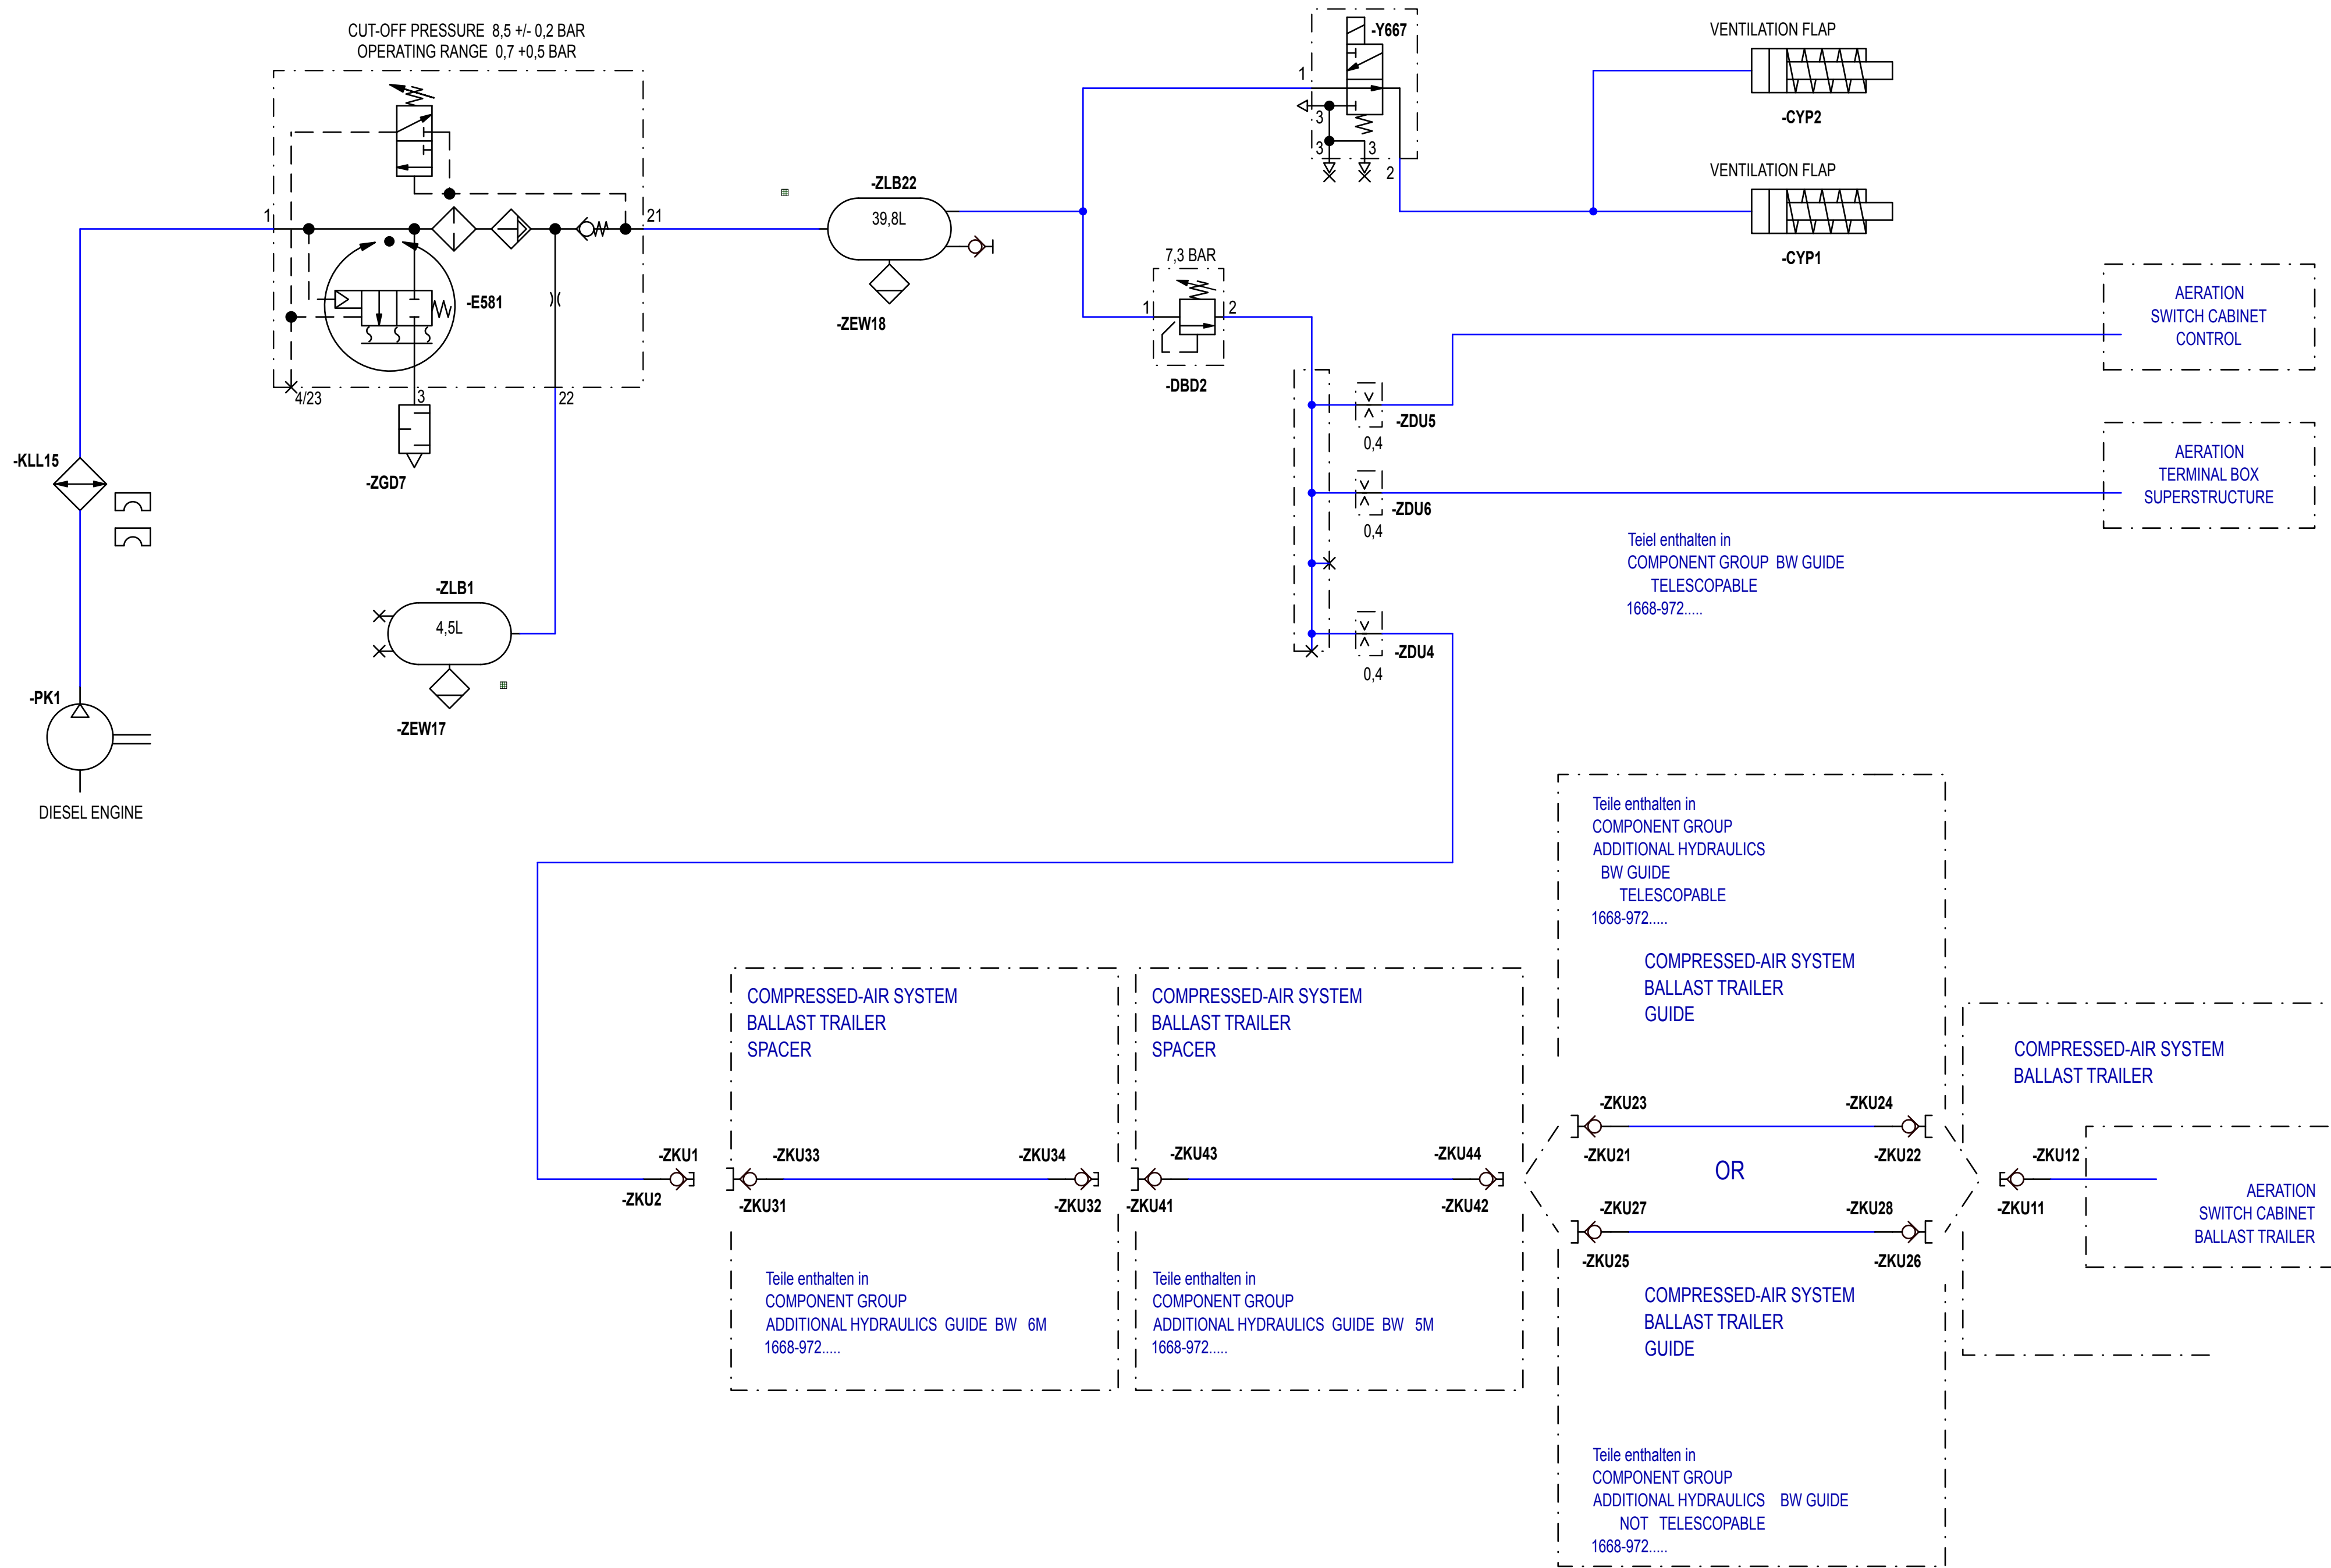 CUT-OFF PRESSURE 8,5 +/- 0,2 BAR
OPERATING RANGE 0,7 +0,5 BAR
1
21
-E581
4/23
3
22
-ZGD7
-KLL15
-PK1
DIESEL ENGINE
-ZLB1
4,5L
-ZEW17
-ZLB22
39,8L
-ZEW18
-Y667
1
3
3
3
2
VENTILATION FLAP
-CYP2
VENTILATION FLAP
-CYP1
7,3 BAR
1
2
-DBD2
-ZDU5
0,4
-ZDU6
0,4
-ZDU4
0,4
AERATION
SWITCH CABINET
CONTROL
AERATION
TERMINAL BOX
SUPERSTRUCTURE
Teiel enthalten in
COMPONENT GROUP BW GUIDE
TELESCOPABLE
1668-972.....
-ZKU1
-ZKU2
COMPRESSED-AIR SYSTEM
BALLAST TRAILER
SPACER
-ZKU33
-ZKU34
-ZKU31
-ZKU32
Teile enthalten in
COMPONENT GROUP
ADDITIONAL HYDRAULICS GUIDE BW 6M
1668-972.....
COMPRESSED-AIR SYSTEM
BALLAST TRAILER
SPACER
-ZKU43
-ZKU44
-ZKU41
-ZKU42
Teile enthalten in
COMPONENT GROUP
ADDITIONAL HYDRAULICS GUIDE BW 5M
1668-972.....
Teile enthalten in
COMPONENT GROUP
ADDITIONAL HYDRAULICS
BW GUIDE
TELESCOPABLE
1668-972.....
COMPRESSED-AIR SYSTEM
BALLAST TRAILER
GUIDE
-ZKU23
-ZKU24
-ZKU21
-ZKU22
OR
-ZKU27
-ZKU28
-ZKU25
-ZKU26
COMPRESSED-AIR SYSTEM
BALLAST TRAILER
GUIDE
Teile enthalten in
COMPONENT GROUP
ADDITIONAL HYDRAULICS BW GUIDE
NOT TELESCOPABLE
1668-972.....
COMPRESSED-AIR SYSTEM
BALLAST TRAILER
-ZKU12
-ZKU11
AERATION
SWITCH CABINET
BALLAST TRAILER